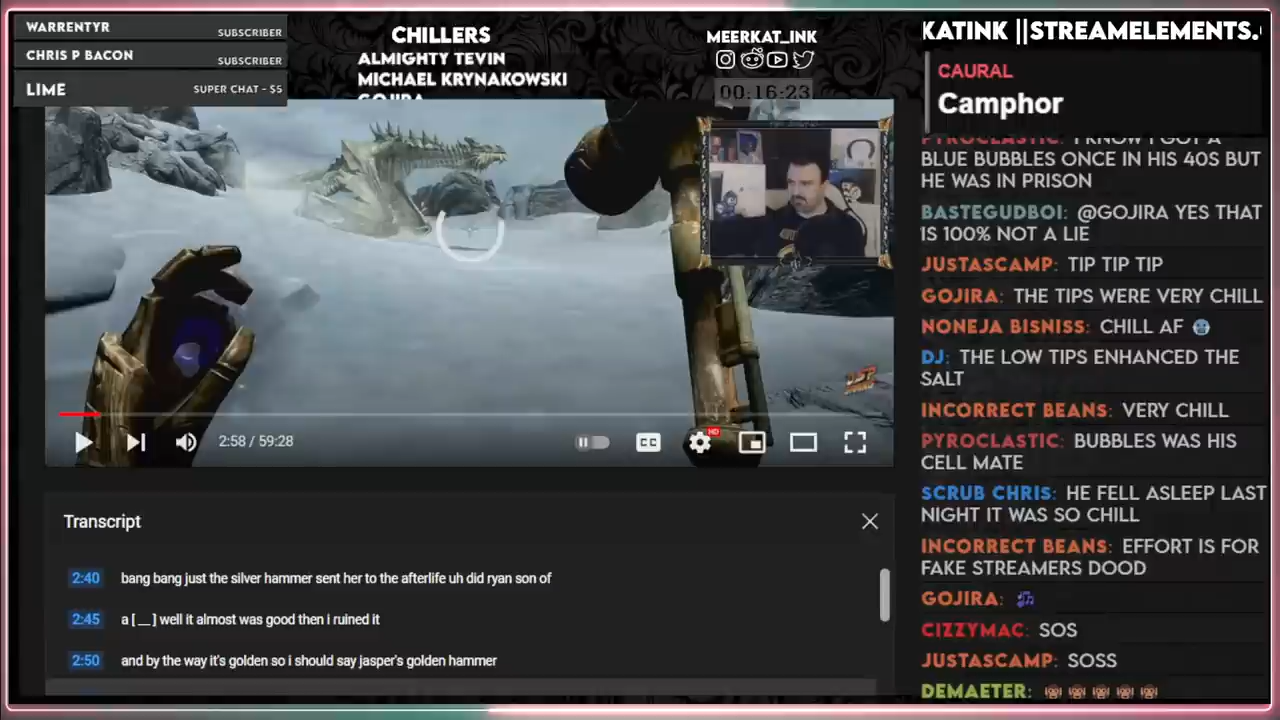 WARRENTYR SUBSCRIBER
CHRIS P BACON SUBSCRIBER
LIME SUPER CHAT - $5
CHILLERS
ALMIGHTY TEVIN
MICHAEL KRYNAKOWSKI
GOJIRA
MEERKAT_INK
00:16:23
KATINK ||STREAMELEMENTS.
CAURAL
Camphor
PYROCLASTIC: I KNOW I GOT A
BLUE BUBBLES ONCE IN HIS 40S BUT
HE WAS IN PRISON
BASTEGUDBOI: @GOJIRA YES THAT
IS 100% NOT A LIE
JUSTASCAMP: TIP TIP TIP
GOJIRA: THE TIPS WERE VERY CHILL
NONEJA BISNISS: CHILL AF
DJ: THE LOW TIPS ENHANCED THE
SALT
INCORRECT BEANS: VERY CHILL
PYROCLASTIC: BUBBLES WAS HIS
CELL MATE
SCRUB CHRIS: HE FELL ASLEEP LAST
NIGHT IT WAS SO CHILL
INCORRECT BEANS: EFFORT IS FOR
FAKE STREAMERS DOOD
GOJIRA:
CIZZYMAC: SOS
JUSTASCAMP: SOSS
DEMAETER:
DSP
2:58 / 59:28
CC
HD
Transcript
2:40 bang bang just the silver hammer sent her to the afterlife uh did ryan son of
2:45 a [ __ ] well it almost was good then i ruined it
2:50 and by the way it's golden so i should say jasper's golden hammer